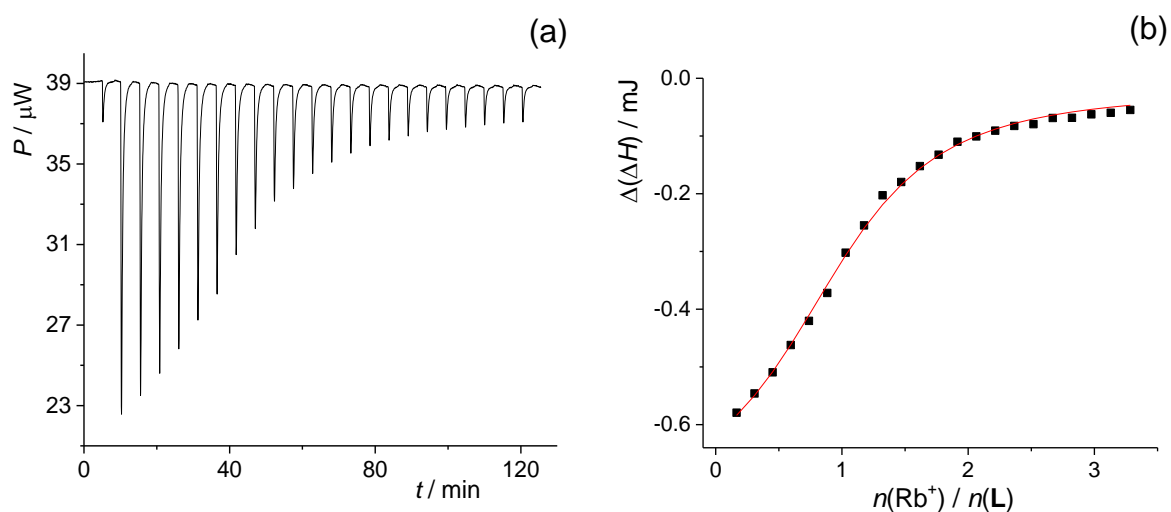 (a)
P / μW
39
35
31
27
23
0
40
80
120
t / min
(b)
Δ(ΔH) / mJ
0.0
-0.2
-0.4
-0.6
0
1
2
3
n(Rb⁺) / n(L)